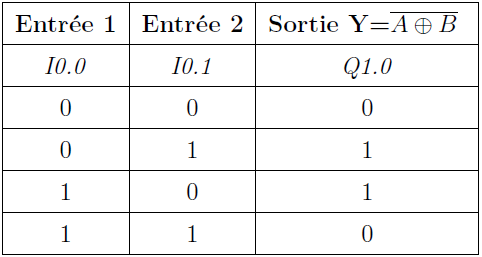 Entrée 1 Entrée 2 Sortie Y=$\overline{A \oplus B}$
I0.0 I0.1 Q1.0
0 0 0
0 1 1
1 0 1
1 1 0